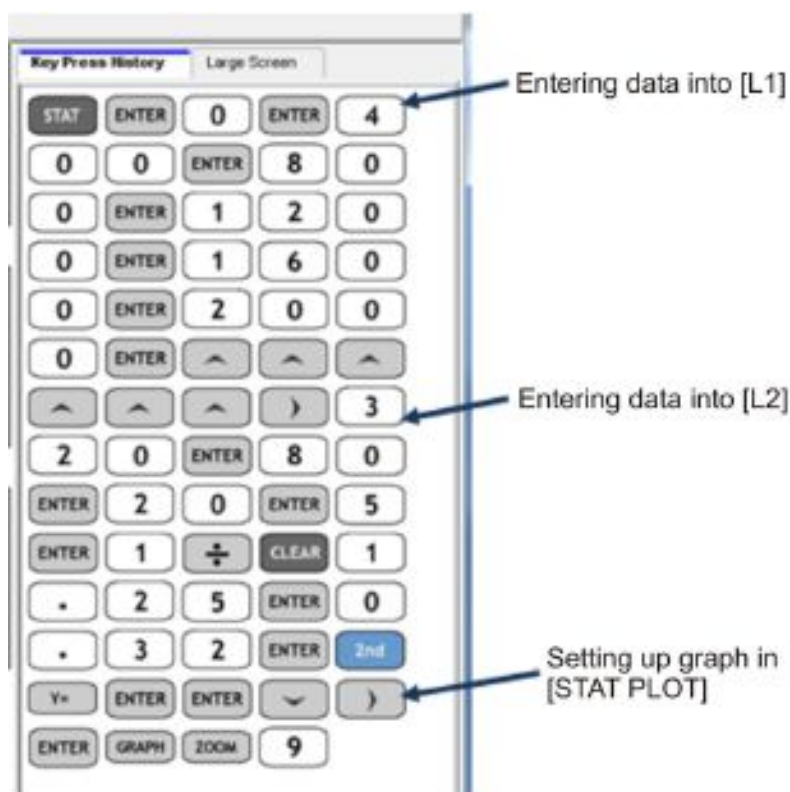 Key Press History Large Screen
Entering data into [L1]
STAT ENTER 0 ENTER 4
0 0 ENTER 8 0
0 ENTER 1 2 0
0 ENTER 1 6 0
0 ENTER 2 0 0
0 ENTER
3
Entering data into [L2]
2 0 ENTER 8 0
ENTER 2 0 ENTER 5
ENTER 1 ÷ CLEAR 1
. 2 5 ENTER 0
. 3 2 ENTER 2nd
Setting up graph in
[STAT PLOT]
Y= ENTER ENTER
ENTER GRAPH ZOOM 9